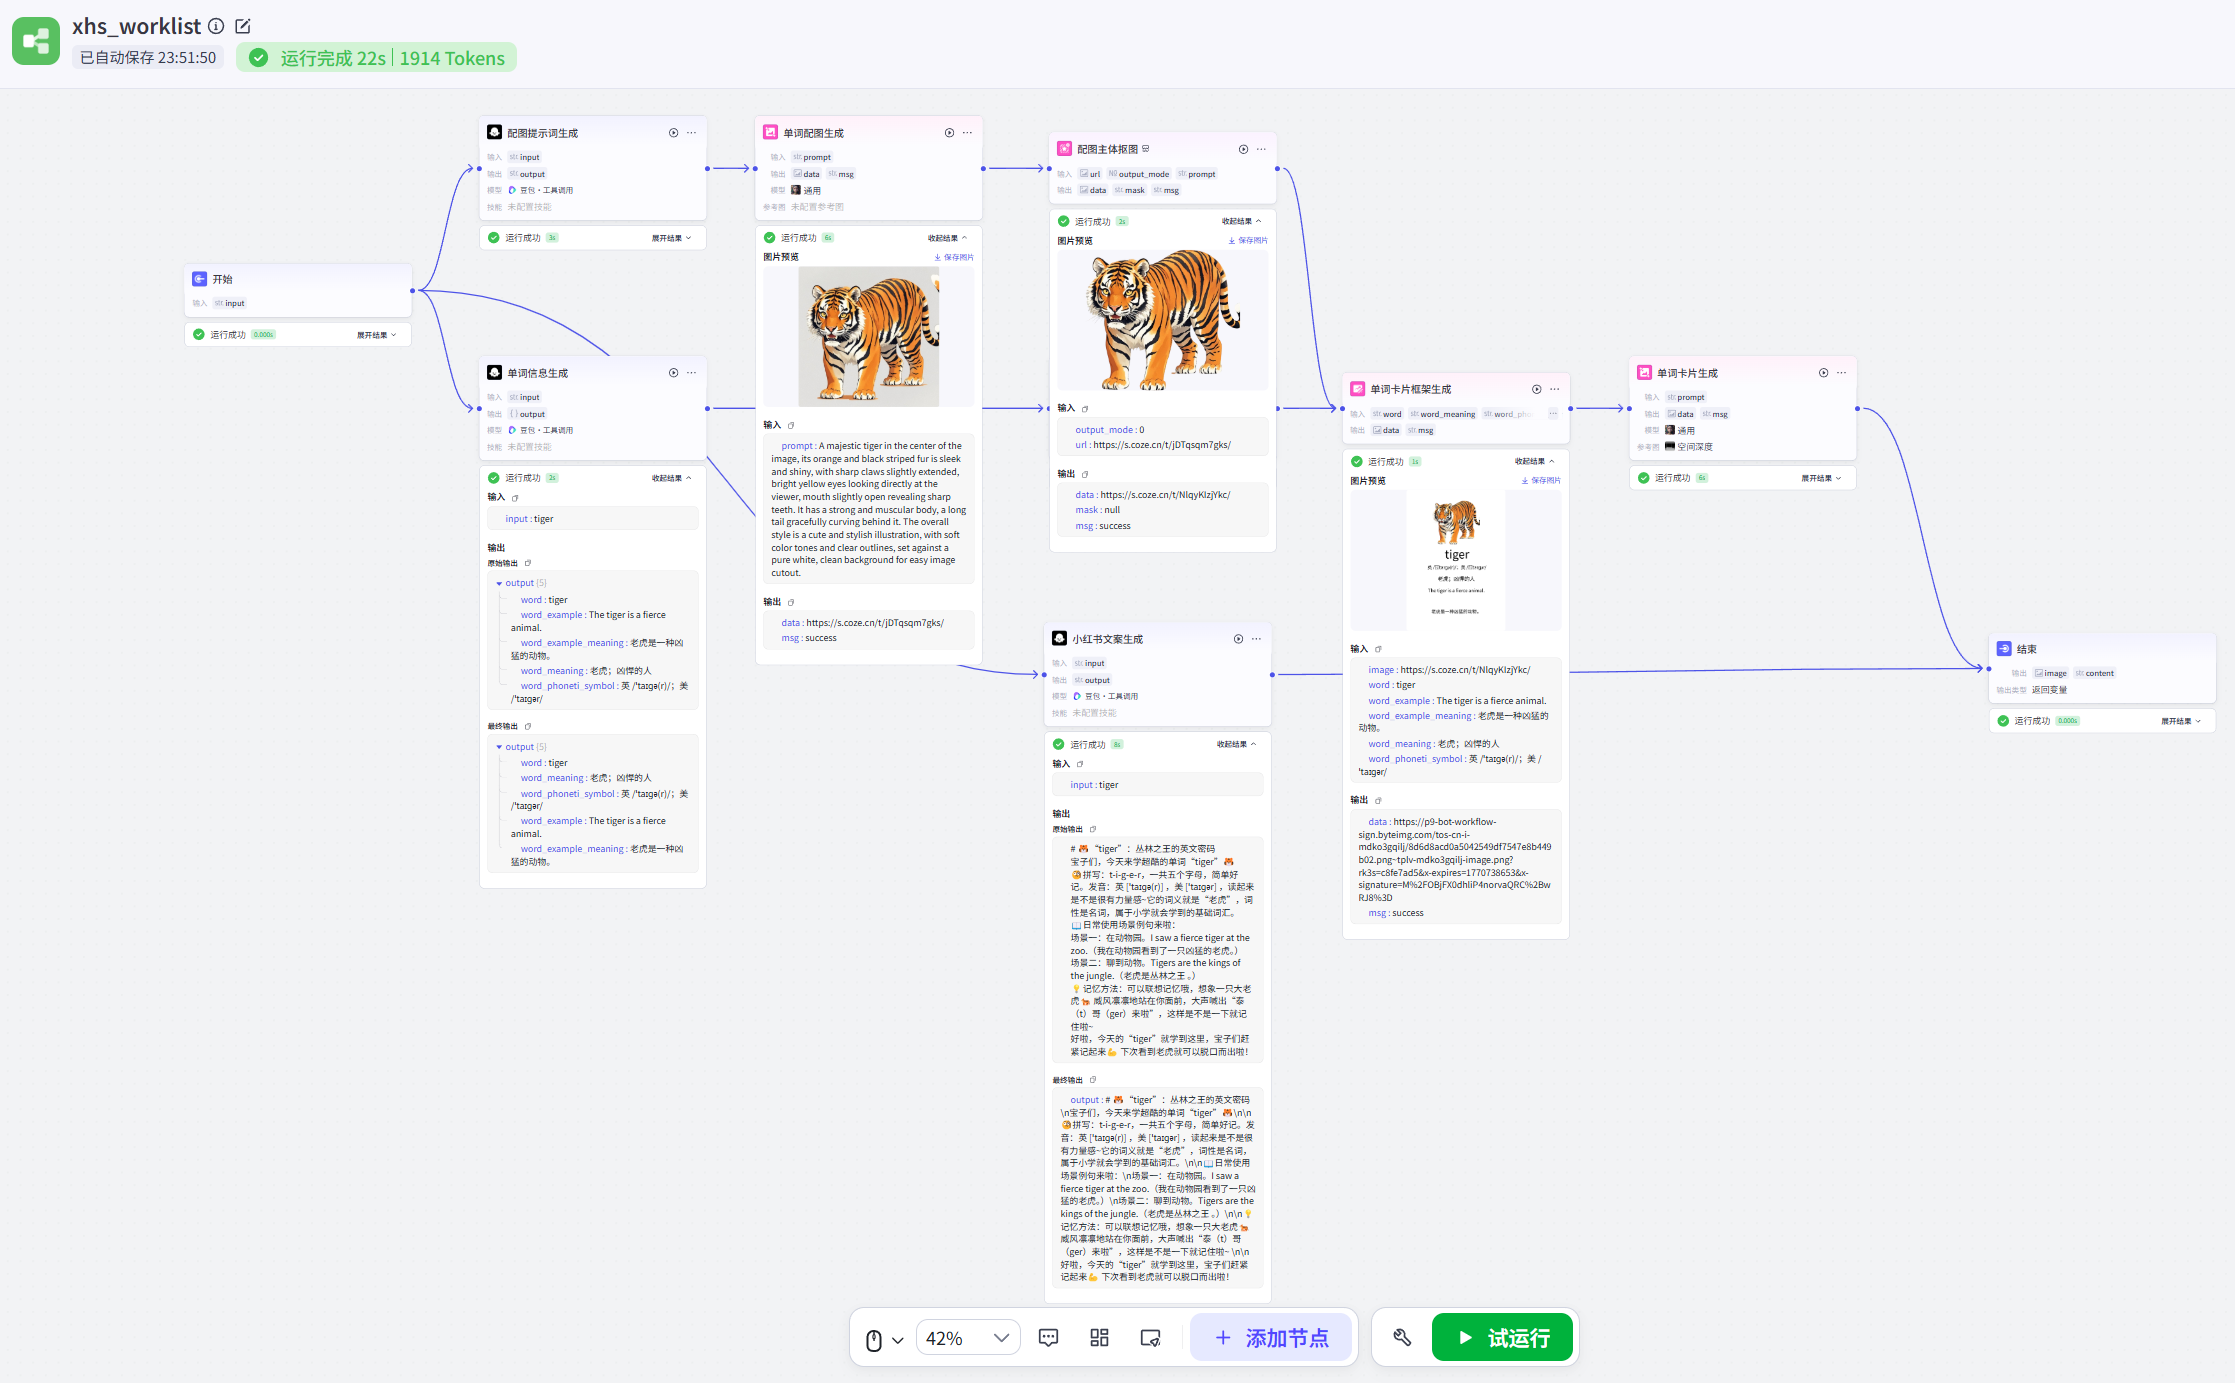 xhs_worklist
已自动保存 23:51:50
运行完成 22s | 1914 Tokens
开始
输入 str. input
运行成功 0.000s 展开结果
配图提示词生成
输入 str. input
输出 str. output
模型 豆包・工具调用
技能 未配置技能
运行成功 3s 展开结果
单词信息生成
输入 str. input
输出 {} output
模型 豆包・工具调用
技能 未配置技能
运行成功 3s 收起结果
输入
input : tiger
输出
原始输出
output (5)
word : tiger
word_example : The tiger is a fierce
animal.
word_example_meaning : 老虎是一种凶
猛的动物。
word_meaning : 老虎；凶悍的人
word_phoneti_symbol : 英 /ˈtaɪɡə(r)/；美
/ˈtaɪɡər/
最终输出
output (5)
word : tiger
word_meaning : 老虎；凶悍的人
word_phoneti_symbol : 英 /ˈtaɪɡə(r)/；美
/ˈtaɪɡər/
word_example : The tiger is a fierce
animal.
word_example_meaning : 老虎是一种凶
猛的动物。
单词配图生成
输入 str. prompt
输出 data str. msg
模型 通用
参考图 未配置参考图
运行成功 6s 收起结果
图片预览 保存图片
输入
prompt : A majestic tiger in the center of the
image, its orange and black striped fur is sleek
and shiny, with sharp claws slightly extended,
bright yellow eyes looking directly at the
viewer, mouth slightly open revealing sharp
teeth. It has a strong and muscular body, a long
tail gracefully curving behind it. The overall
style is a cute and stylish illustration, with soft
color tones and clear outlines, set against a
pure white, clean background for easy image
cutout.
输出
data : https://s.coze.cn/t/jDTqsqm7gks/
msg : success
配图主体抠图
输入 url output_mode str. prompt
输出 data str. mask str. msg
运行成功 2s 收起结果
图片预览 保存图片
输入
output_mode : 0
url : https://s.coze.cn/t/jDTqsqm7gks/
输出
data : https://s.coze.cn/t/NlqyKIzjYkc/
mask : null
msg : success
小红书文案生成
输入 str. input
输出 str. output
模型 豆包・工具调用
技能 未配置技能
运行成功 8s 收起结果
输入
input : tiger
输出
原始输出
# 🐯 “tiger” ：丛林之王的英文密码
宝子们，今天来学超酷的单词 “tiger” 🐯
🧐拼写：t-i-g-e-r，一共五个字母，简单好
记。发音：英 [ˈtaɪɡə(r)] ，美 [ˈtaɪɡər] ，读起来
是不是很有力量感~它的词义就是 “老虎” ，词
性是名词，属于小学就会学到的基础词汇。
📖日常使用场景例句来啦：
场景一：在动物园。I saw a fierce tiger at the
zoo.（我在动物园看到了一只凶猛的老虎。）
场景二：聊到动物。Tigers are the kings of
the jungle.（老虎是丛林之王 。）
💡记忆方法：可以联想记忆哦，想象一只大老
虎🐅 威风凛凛地站在你面前，大声喊出 “泰
（t）哥（ger）来啦” ，这样是不是一下就记
住啦~
好啦，今天的 “tiger” 就学到这里，宝子们赶
紧记起来💪 下次看到老虎就可以脱口而出啦！
最终输出
output : # 🐯 “tiger” ：丛林之王的英文密码
\n宝子们，今天来学超酷的单词 “tiger” 🐯\n\n
🧐拼写：t-i-g-e-r，一共五个字母，简单好记。发
音：英 [ˈtaɪɡə(r)] ，美 [ˈtaɪɡər] ，读起来是不是很
有力量感~它的词义就是 “老虎” ，词性是名词，
属于小学就会学到的基础词汇。\n\n📖日常使用
场景例句来啦：\n场景一：在动物园。I saw a
fierce tiger at the zoo.（我在动物园看到了一只凶
猛的老虎。）\n场景二：聊到动物。Tigers are the
kings of the jungle.（老虎是丛林之王 。）\n\n💡
记忆方法：可以联想记忆哦，想象一只大老虎🐅
威风凛凛地站在你面前，大声喊出 “泰（t）哥
（ger）来啦” ，这样是不是一下就记住啦~ \n\n
好啦，今天的 “tiger” 就学到这里，宝子们赶紧
记起来💪 下次看到老虎就可以脱口而出啦！
单词卡片框架生成
输入 str. word str. word_meaning str. word_pho
输出 data str. msg
运行成功 1s 收起结果
图片预览 保存图片
tiger
老虎；凶悍的人
The tiger is a fierce animal.
老虎是一种凶猛的动物。
输入
image : https://s.coze.cn/t/NlqyKIzjYkc/
word : tiger
word_example : The tiger is a fierce animal.
word_example_meaning : 老虎是一种凶猛的
动物。
word_meaning : 老虎；凶悍的人
word_phoneti_symbol : 英 /ˈtaɪɡə(r)/；美 /
ˈtaɪɡər/
输出
data : https://p9-bot-workflow-
sign.byteimg.com/tos-cn-i-
mdko3gqilj/8d6d8acd0a5042549df7547e8b449
b02.png~tplv-mdko3gqilj-image.png?
rk3s=c8fe7ad5&x-expires=1770738653&x-
signature=M%2FOBjFX0dhliP4norvaQRC%2Bw
RJ8%3D
msg : success
单词卡片生成
输入 str. prompt
输出 data str. msg
模型 通用
参考图 空间深度
运行成功 6s 展开结果
结束
输出 image str. content
输出类型 返回变量
运行成功 0.000s 展开结果
42%
添加节点
试运行